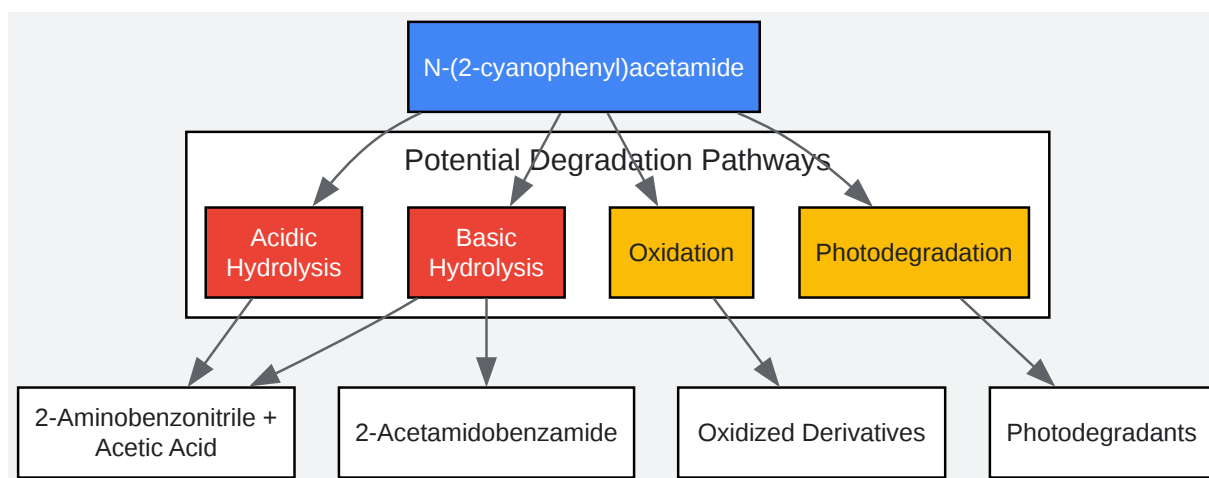 N-(2-cyanophenyl)acetamide
Potential Degradation Pathways
Acidic
Hydrolysis
Basic
Hydrolysis
Oxidation
Photodegradation
2-Aminobenzonitrile +
Acetic Acid
2-Acetamidobenzamide
Oxidized Derivatives
Photodegradants